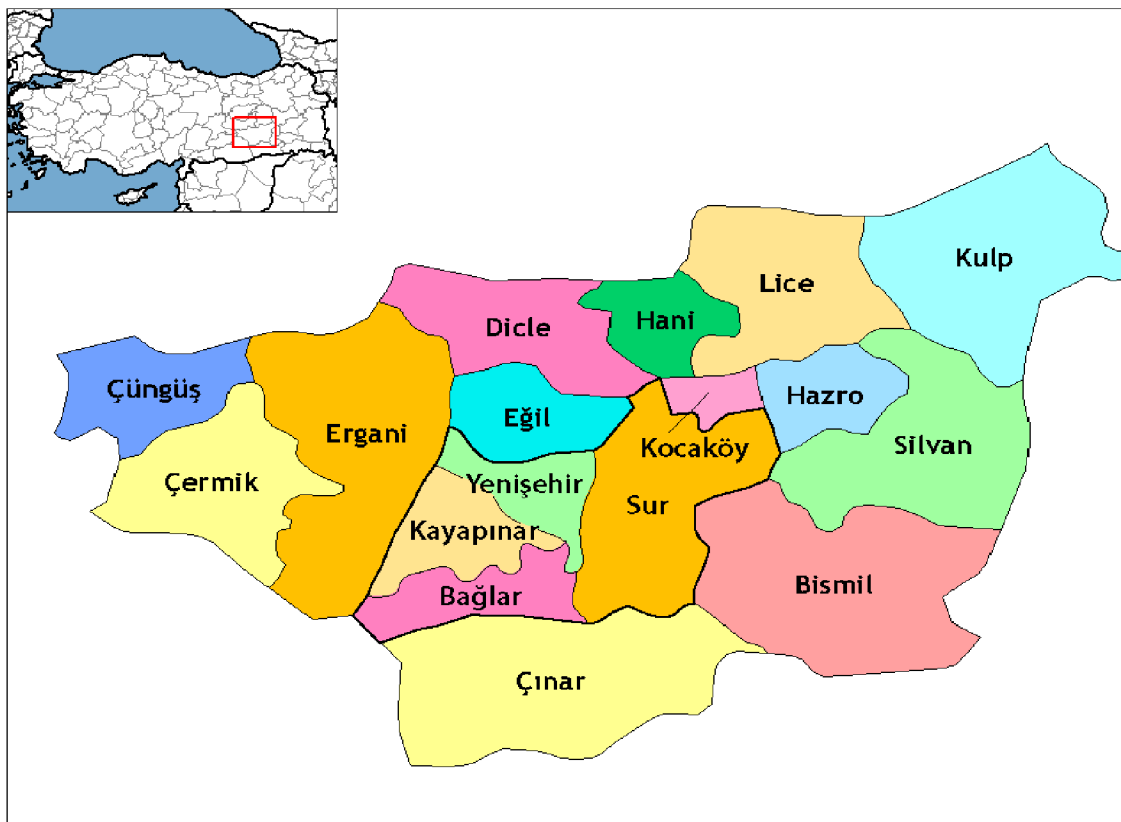 Kulp
Lice
Hani
Dicle
Çüngüş
Hazro
Eğil
Ergani
Kocaköy
Silvan
Çermik
Yenişehir
Sur
Kayapınar
Bismil
Bağlar
Çınar